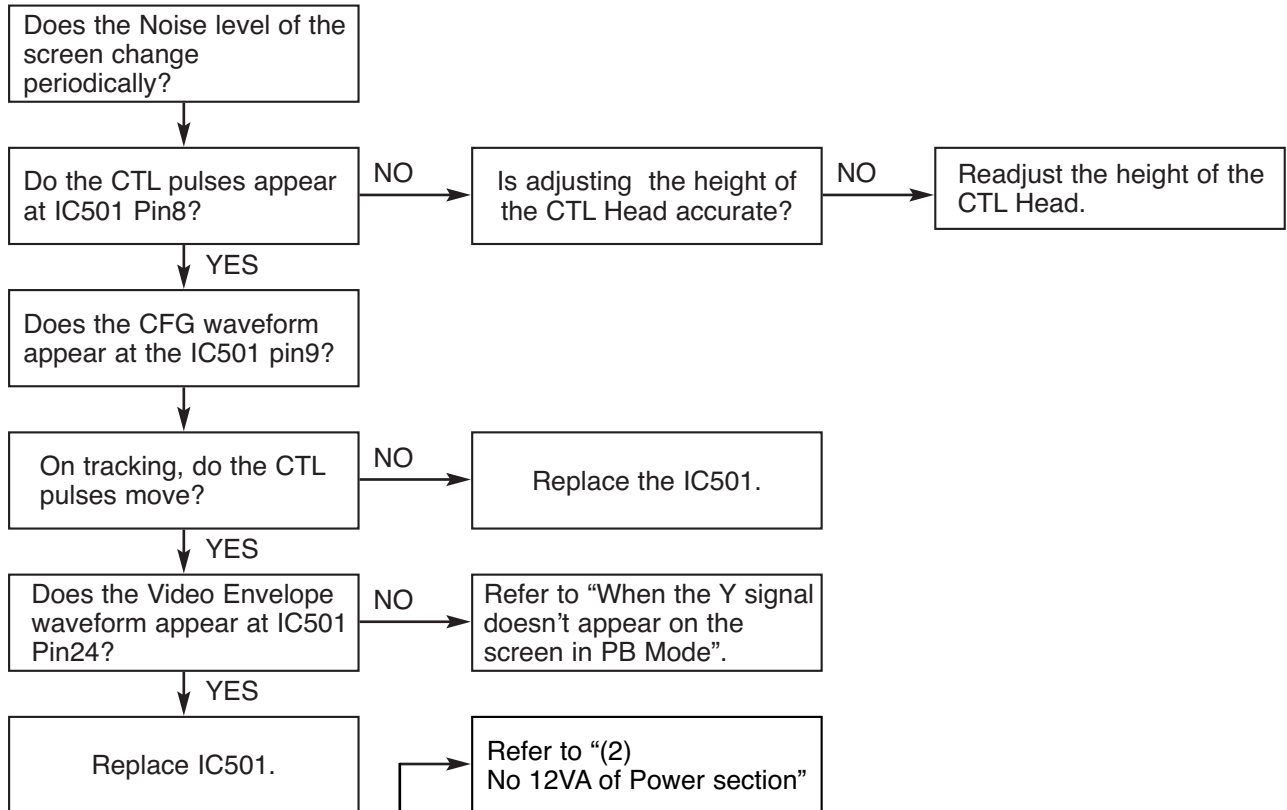 Does the Noise level of the
screen change
periodically?
Do the CTL pulses appear
at IC501 Pin8?
NO
Is adjusting the height of
the CTL Head accurate?
NO
Readjust the height of the
CTL Head.
YES
Does the CFG waveform
appear at the IC501 pin9?
On tracking, do the CTL
pulses move?
NO
Replace the IC501.
YES
Does the Video Envelope
waveform appear at IC501
Pin24?
NO
Refer to “When the Y signal
doesn't appear on the
screen in PB Mode”.
YES
Replace IC501.
Refer to “(2)
No 12VA of Power section”